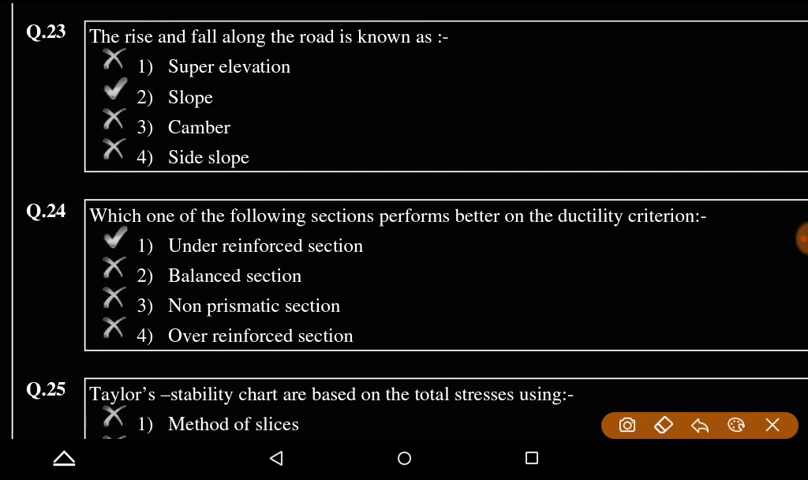 Q.23 The rise and fall along the road is known as :-
1) Super elevation
2) Slope
3) Camber
4) Side slope
Q.24 Which one of the following sections performs better on the ductility criterion:-
1) Under reinforced section
2) Balanced section
3) Non prismatic section
4) Over reinforced section
Q.25 Taylor’s –stability chart are based on the total stresses using:-
1) Method of slices